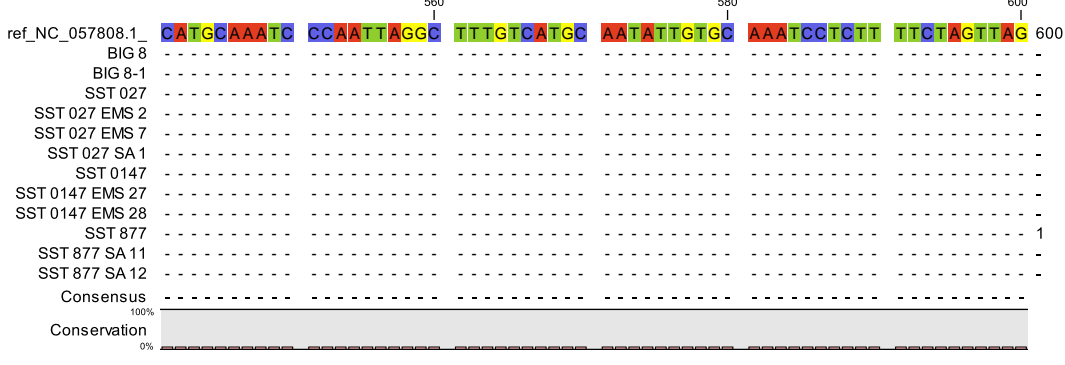 560 580 600
ref_NC_057808.1_ CATGCAAATC CCAATTAGGC TTTGTCATGC AATATTGTGC AAATCCTCTT TTCTAGTTAG 600
BIG 8 - - - - - - - - - - - - - - - - - - - - - - - - - - - - - - - - - - - - - - - - - - - - - - - - - - - - - - - - - - - - -
BIG 8-1 - - - - - - - - - - - - - - - - - - - - - - - - - - - - - - - - - - - - - - - - - - - - - - - - - - - - - - - - - - - - -
SST 027 - - - - - - - - - - - - - - - - - - - - - - - - - - - - - - - - - - - - - - - - - - - - - - - - - - - - - - - - - - - - -
SST 027 EMS 2 - - - - - - - - - - - - - - - - - - - - - - - - - - - - - - - - - - - - - - - - - - - - - - - - - - - - - - - - - - - - -
SST 027 EMS 7 - - - - - - - - - - - - - - - - - - - - - - - - - - - - - - - - - - - - - - - - - - - - - - - - - - - - - - - - - - - - -
SST 027 SA 1 - - - - - - - - - - - - - - - - - - - - - - - - - - - - - - - - - - - - - - - - - - - - - - - - - - - - - - - - - - - - -
SST 0147 - - - - - - - - - - - - - - - - - - - - - - - - - - - - - - - - - - - - - - - - - - - - - - - - - - - - - - - - - - - - -
SST 0147 EMS 27 - - - - - - - - - - - - - - - - - - - - - - - - - - - - - - - - - - - - - - - - - - - - - - - - - - - - - - - - - - - - -
SST 0147 EMS 28 - - - - - - - - - - - - - - - - - - - - - - - - - - - - - - - - - - - - - - - - - - - - - - - - - - - - - - - - - - - - -
SST 877 - - - - - - - - - - - - - - - - - - - - - - - - - - - - - - - - - - - - - - - - - - - - - - - - - - - - - - - - - - - - 1
SST 877 SA 11 - - - - - - - - - - - - - - - - - - - - - - - - - - - - - - - - - - - - - - - - - - - - - - - - - - - - - - - - - - - - -
SST 877 SA 12 - - - - - - - - - - - - - - - - - - - - - - - - - - - - - - - - - - - - - - - - - - - - - - - - - - - - - - - - - - - - -
Consensus - - - - - - - - - - - - - - - - - - - - - - - - - - - - - - - - - - - - - - - - - - - - - - - - - - - - - - - - - - - -
100%
Conservation
0%